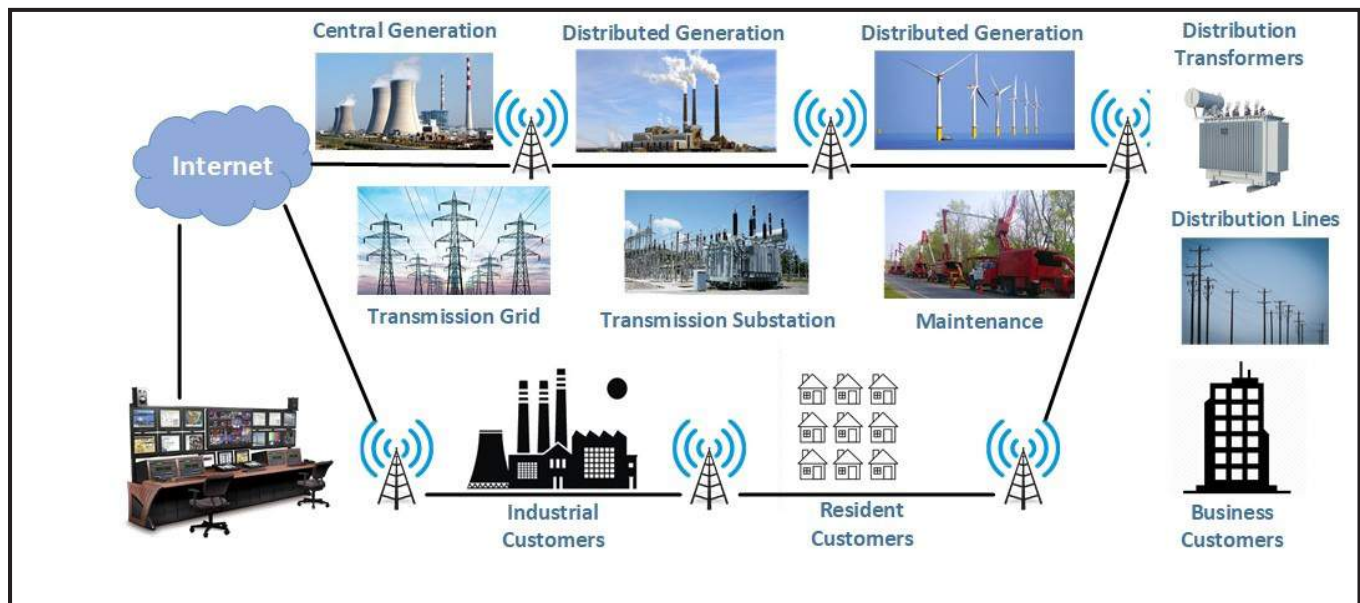 Central Generation
Distributed Generation
Distributed Generation
Distribution
Transformers
Internet
Distribution Lines
Transmission Grid
Transmission Substation
Maintenance
Industrial
Customers
Resident
Customers
Business
Customers